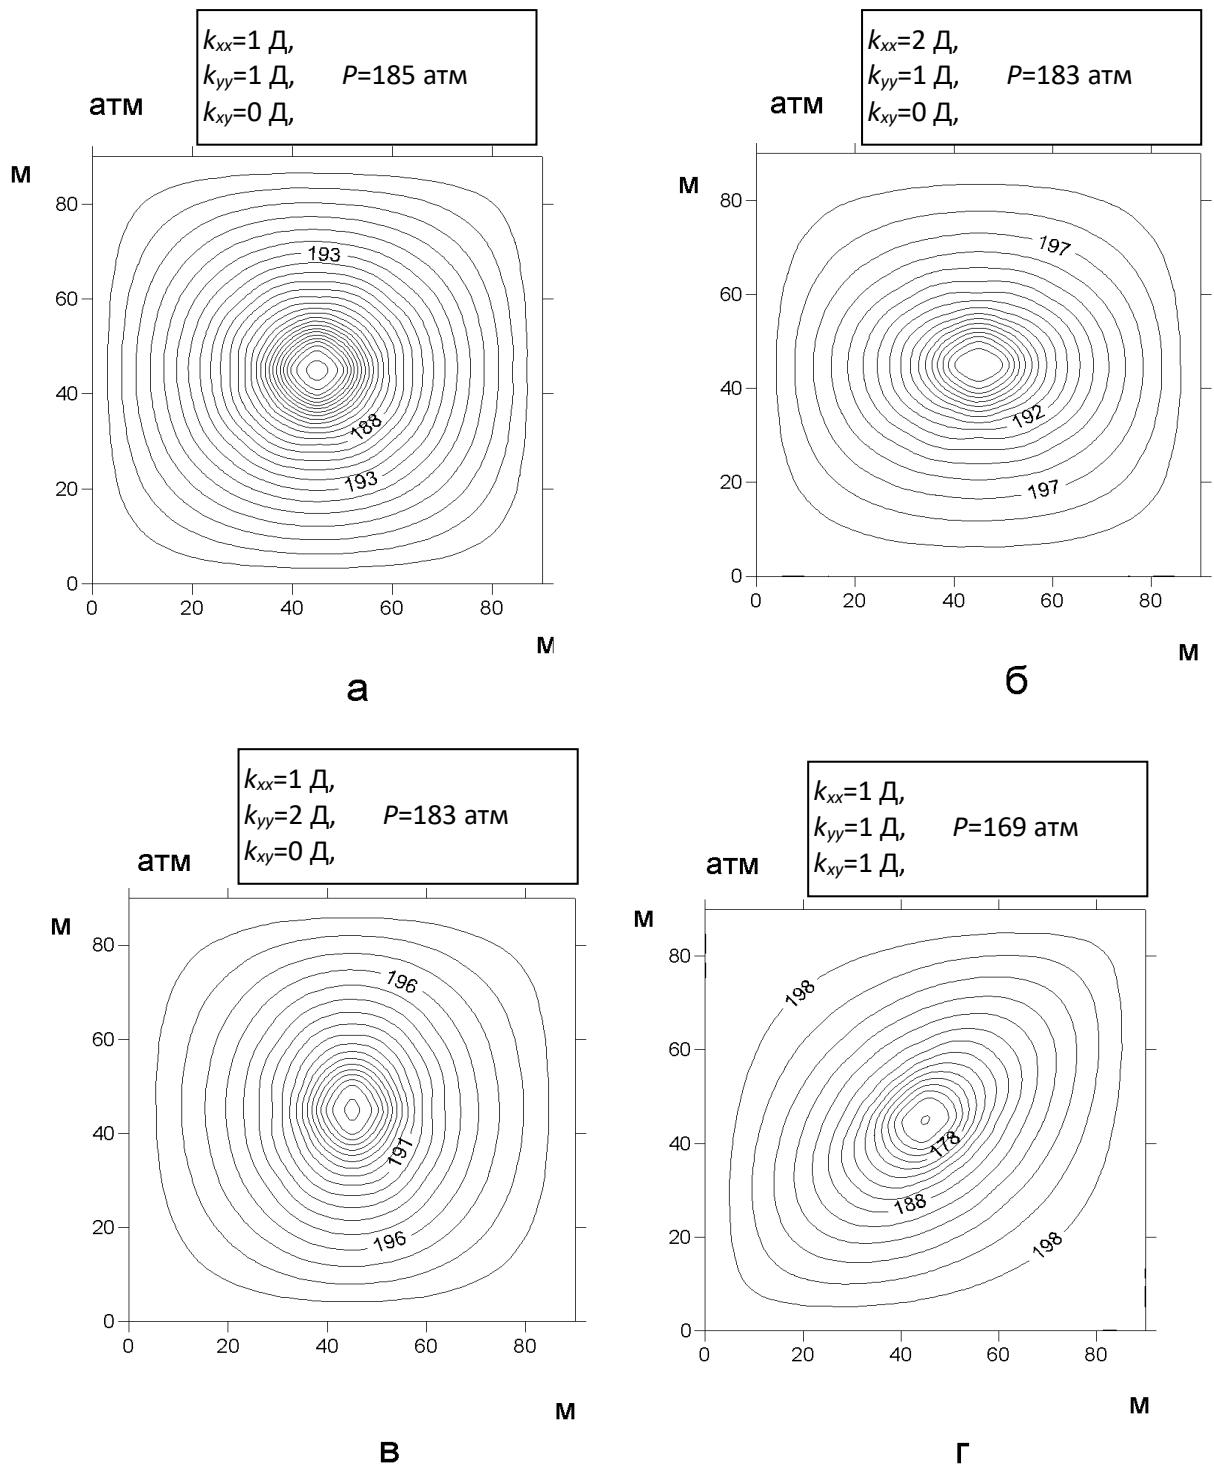 kxx=1 Д,
kyy=1 Д, P=185 атм
kxy=0 Д,
атм
м
80
60
40
20
0
193
188
193
0 20 40 60 80
м
а
kxx=2 Д,
kyy=1 Д, P=183 атм
kxy=0 Д,
м
80
60
40
20
0
197
192
197
0 20 40 60 80
м
б
kxx=1 Д,
kyy=2 Д, P=183 атм
kxy=0 Д,
атм
м
80
60
40
20
0
196
191
196
0 20 40 60 80
м
в
kxx=1 Д,
kyy=1 Д, P=169 атм
kxy=1 Д,
атм
м
80
60
40
20
0
198
178
188
198
0 20 40 60 80
м
г